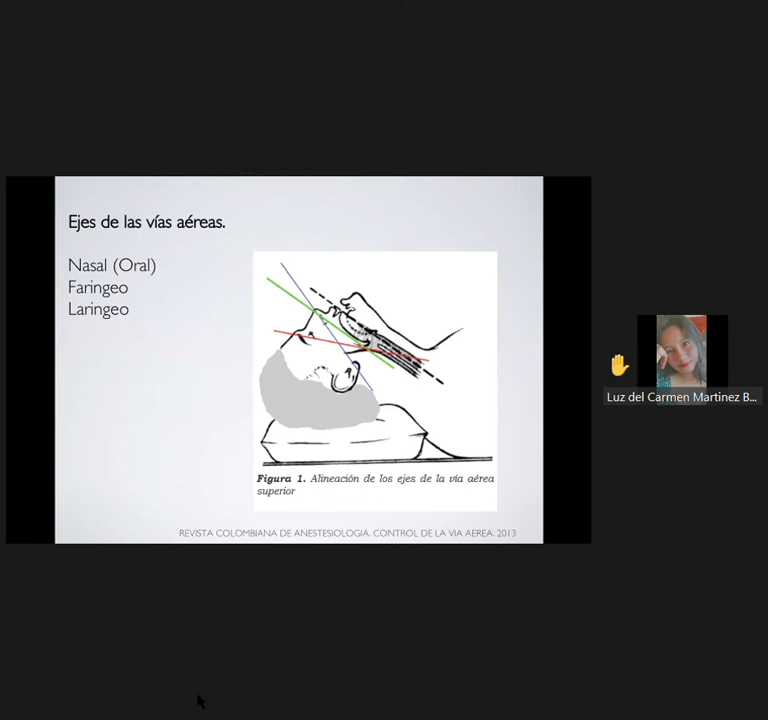 Ejes de las vías aéreas.
Nasal (Oral)
Faringeo
Laringeo
Figura 1. Alineación de los ejes de la vía aérea
superior
REVISTA COLOMBIANA DE ANESTESIOLOGIA. CONTROL DE LA VIA AEREA. 2013
Luz del Carmen Martinez B...